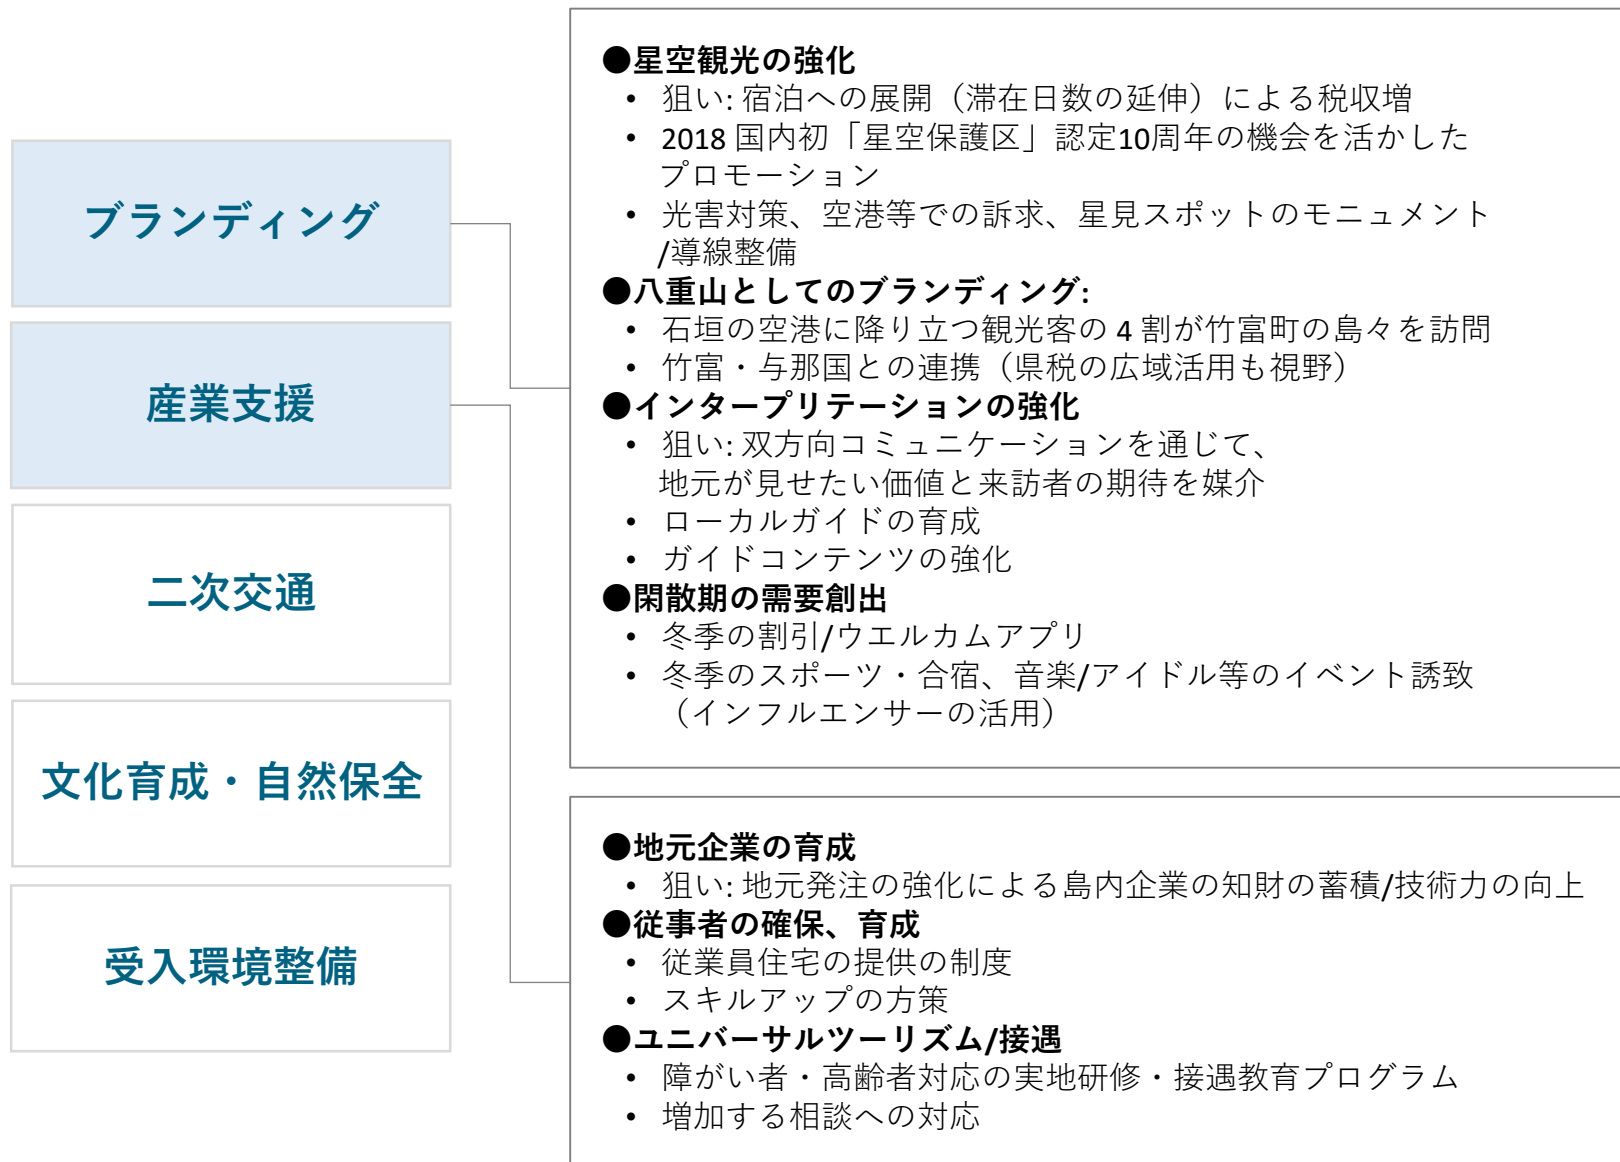 ブランディング
産業支援
二次交通
文化育成・自然保全
受入環境整備
●星空観光の強化
• 狙い: 宿泊への展開（滞在日数の延伸）による税収増
• 2018 国内初「星空保護区」認定10周年の機会を活かした
プロモーション
• 光害対策、空港等での訴求、星見スポットのモニュメント
/導線整備
●八重山としてのブランディング:
• 石垣の空港に降り立つ観光客の 4 割が竹富町の島々を訪問
• 竹富・与那国との連携（県税の広域活用も視野）
●インタープリテーションの強化
• 狙い: 双方向コミュニケーションを通じて、
地元が見せたい価値と来訪者の期待を媒介
• ローカルガイドの育成
• ガイドコンテンツの強化
●閑散期の需要創出
• 冬季の割引/ウエルカムアプリ
• 冬季のスポーツ・合宿、音楽/アイドル等のイベント誘致
（インフルエンサーの活用）
●地元企業の育成
• 狙い: 地元発注の強化による島内企業の知財の蓄積/技術力の向上
●従事者の確保、育成
• 従業員住宅の提供の制度
• スキルアップの方策
●ユニバーサルツーリズム/接遇
• 障がい者・高齢者対応の実地研修・接遇教育プログラム
• 増加する相談への対応